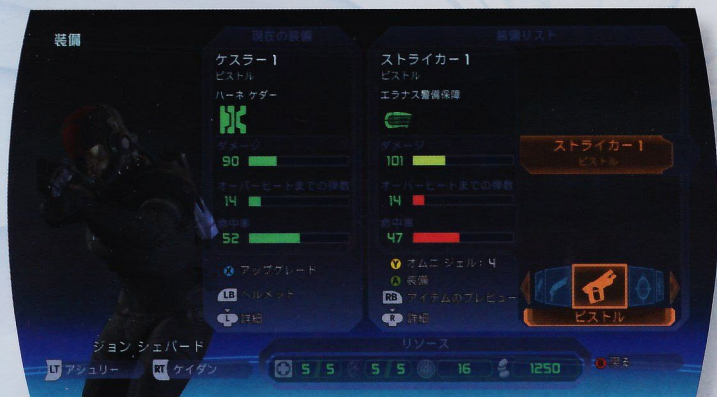 装備
現在の装備
ケスラー 1
ピストル
ハーネ ケダー
ダメージ
90
オーバーヒートまでの弾数
14
命中率
52
X アップグレード
LB ヘルメット
L 詳細
装備リスト
ストライカー 1
ピストル
エラナス警備保障
ダメージ
101
オーバーヒートまでの弾数
14
命中率
47
Y オムニ ジェル：4
A 装備
RB アイテムのプレビュー
R 詳細
ストライカー 1
ピストル
ピストル
ジョン シェパード
LT アシュリー
RT ケイダン
リソース
5/5
5/5
16
1250
B 戻る